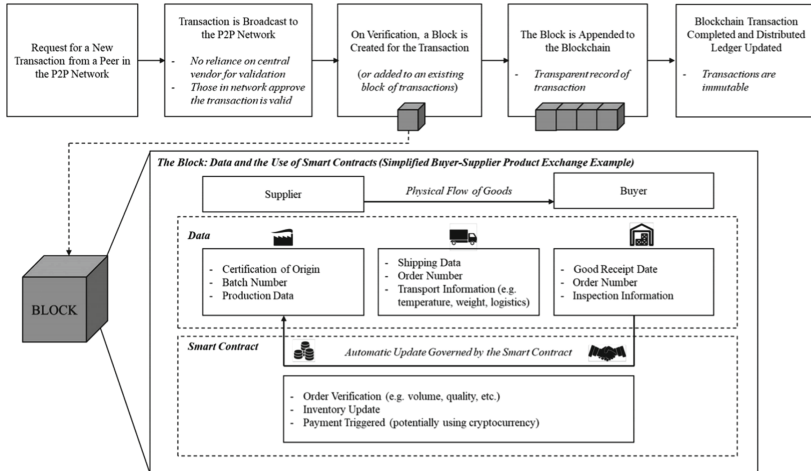 Request for a New
Transaction from a Peer in
the P2P Network
Transaction is Broadcast to
the P2P Network
- No reliance on central
vendor for validation
- Those in network approve
the transaction is valid
On Verification, a Block is
Created for the Transaction
(or added to an existing
block of transactions)
The Block is Appended to
the Blockchain
- Transparent record of
transaction
Blockchain Transaction
Completed and Distributed
Ledger Updated
- Transactions are
immutable
BLOCK
The Block: Data and the Use of Smart Contracts (Simplified Buyer-Supplier Product Exchange Example)
Supplier
Physical Flow of Goods
Buyer
Data
- Certification of Origin
- Batch Number
- Production Data
- Shipping Data
- Order Number
- Transport Information (e.g.
temperature, weight, logistics)
- Good Receipt Date
- Order Number
- Inspection Information
Smart Contract
Automatic Update Governed by the Smart Contract
- Order Verification (e.g. volume, quality, etc.)
- Inventory Update
- Payment Triggered (potentially using cryptocurrency)